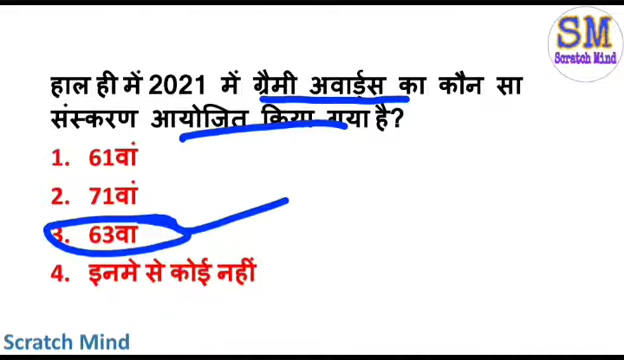 SM
Scratch Mind
हाल ही में 2021 में ग्रैमी अवार्ड्स का कौन सा
संस्करण आयोजित किया गया है?
1. 61वां
2. 71वां
3. 63वा
4. इनमे से कोई नहीं
Scratch Mind